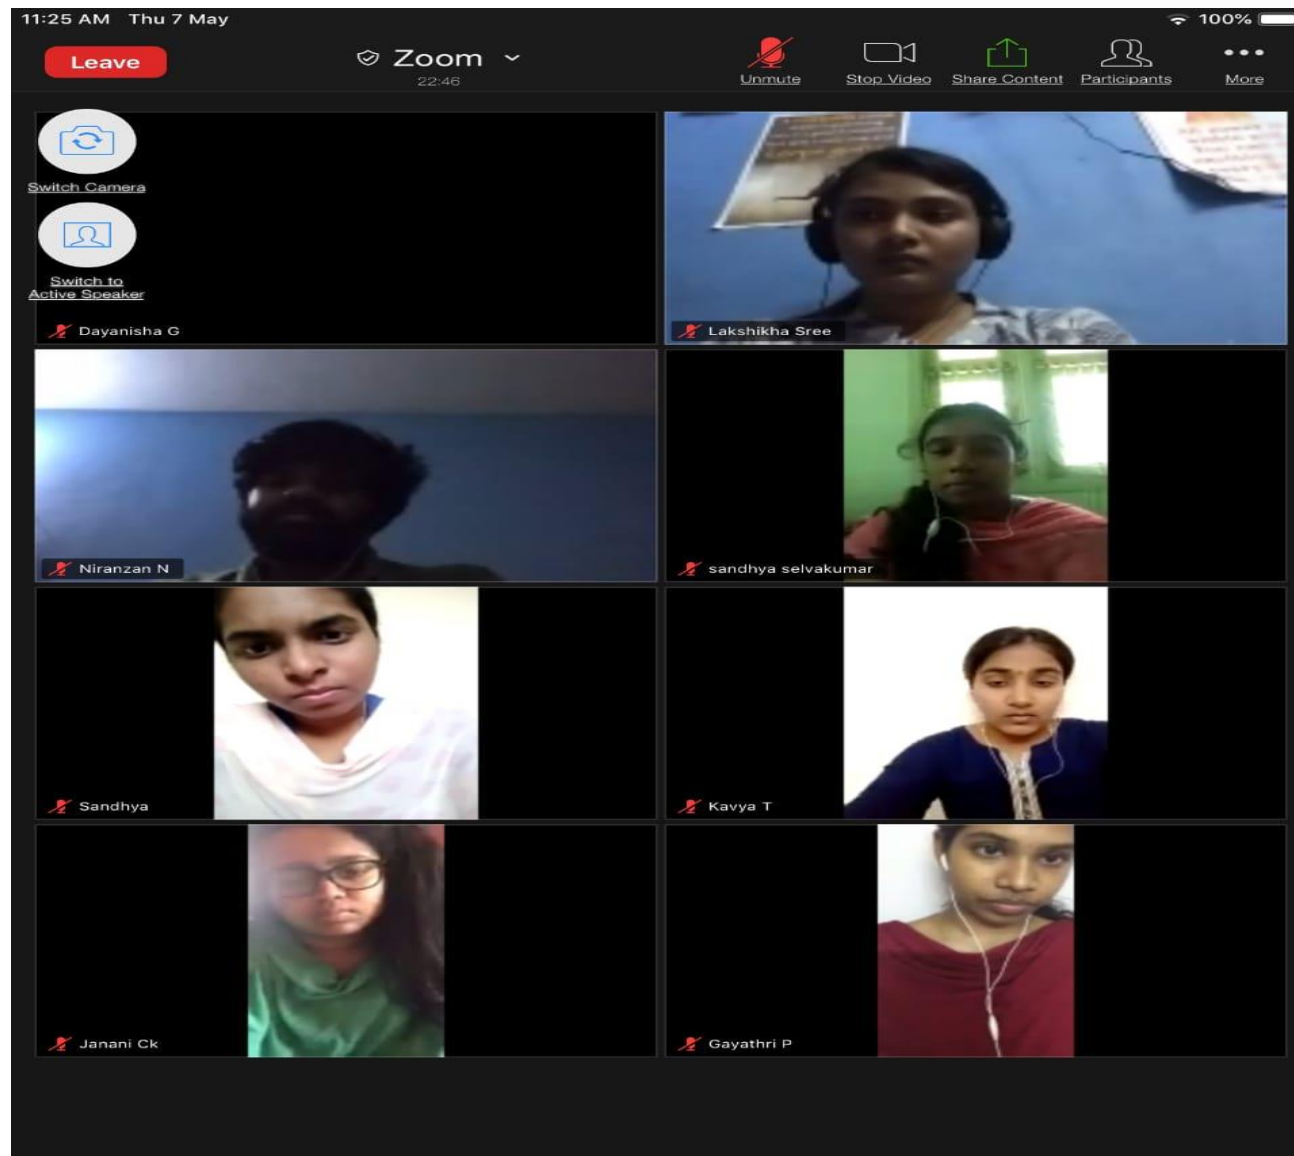 11:25 AM Thu 7 May
100%
Leave
Zoom
22:46
Unmute
Stop Video
Share Content
Participants
More
Switch Camera
Switch to
Active Speaker
Dayanisha G
Lakshikha Sree
Niranzan N
sandhya selvakumar
Sandhya
Kavya T
Janani Ck
Gayathri P